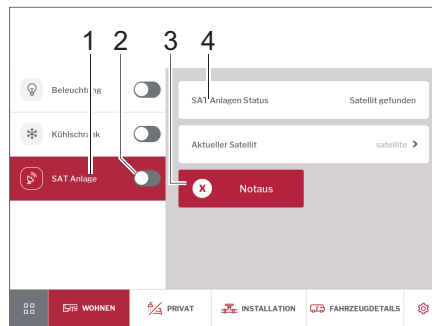 1 2 3 4
Beleuchtung
SAT Anlagen Status Satellit gefunden
Kühlschrank
Aktueller Satellit satellite >
SAT Anlage
X Notaus
WOHNEN PRIVAT INSTALLATION FAHRZEUGDETAILS